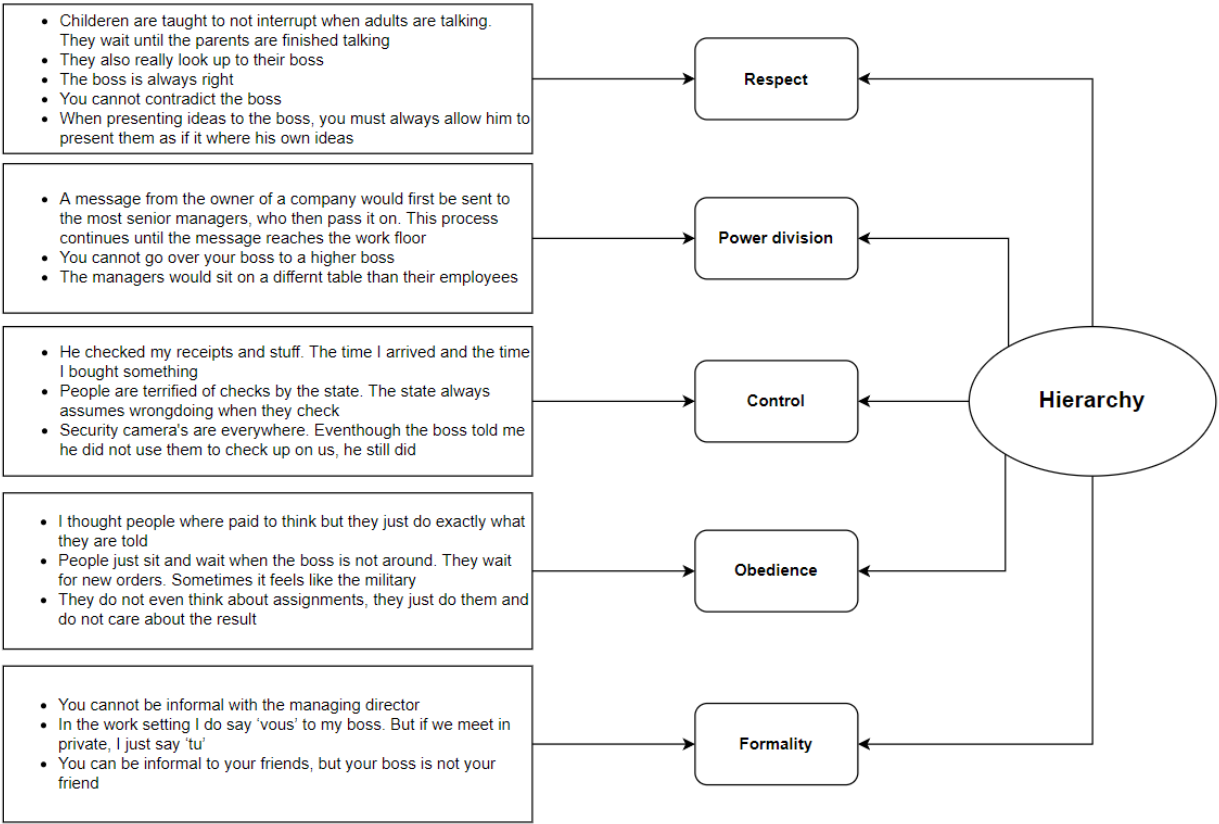 • Childeren are taught to not interrupt when adults are talking.
They wait until the parents are finished talking
• They also really look up to their boss
• The boss is always right
• You cannot contradict the boss
• When presenting ideas to the boss, you must always allow him to
present them as if it where his own ideas
Respect
• A message from the owner of a company would first be sent to
the most senior managers, who then pass it on. This process
continues until the message reaches the work floor
• You cannot go over your boss to a higher boss
• The managers would sit on a differnt table than their employees
Power division
• He checked my receipts and stuff. The time I arrived and the time
I bought something
• People are terrified of checks by the state. The state always
assumes wrongdoing when they check
• Security camera's are everywhere. Eventhough the boss told me
he did not use them to check up on us, he still did
Control
Hierarchy
• I thought people where paid to think but they just do exactly what
they are told
• People just sit and wait when the boss is not around. They wait
for new orders. Sometimes it feels like the military
• They do not even think about assignments, they just do them and
do not care about the result
Obedience
• You cannot be informal with the managing director
• In the work setting I do say ‘vous’ to my boss. But if we meet in
private, I just say ‘tu’
• You can be informal to your friends, but your boss is not your
friend
Formality